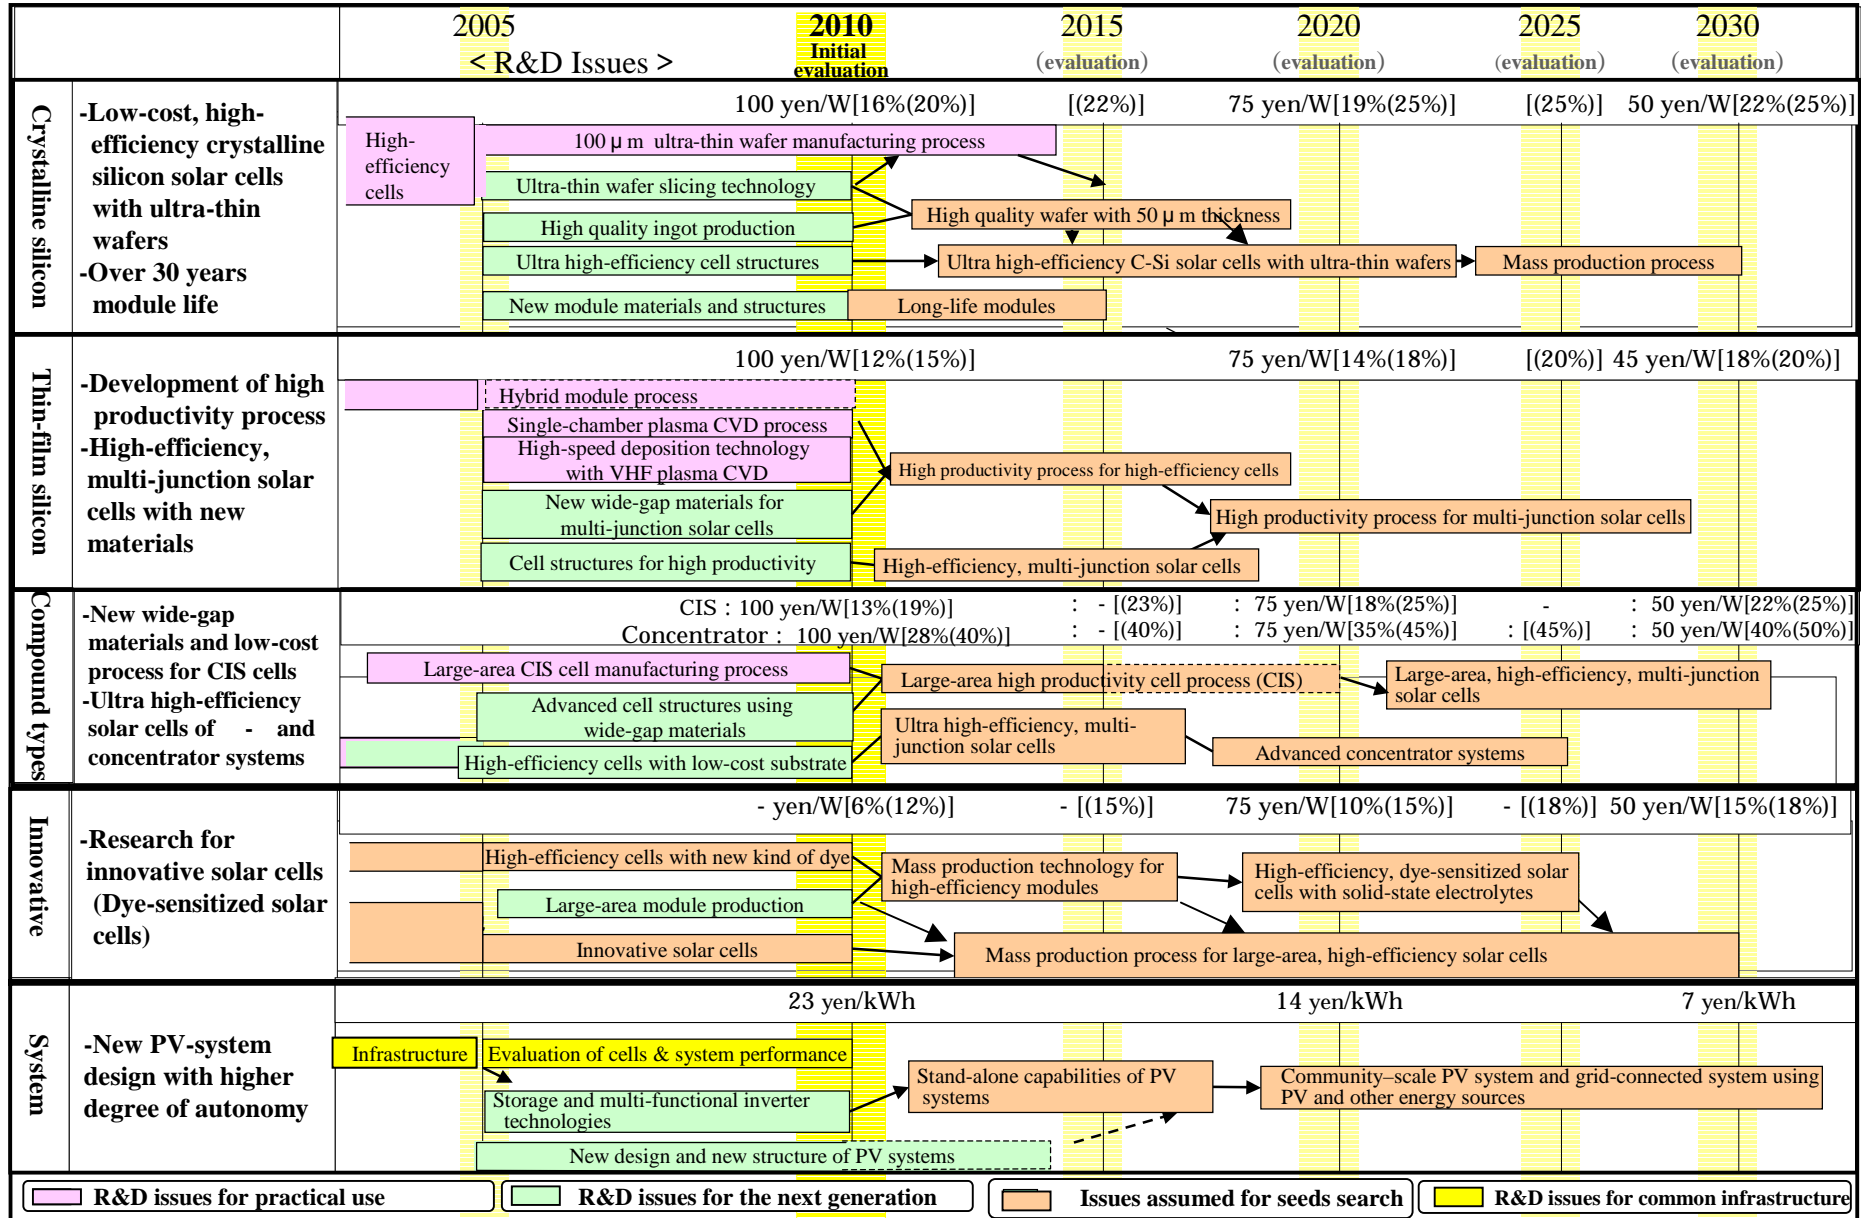 2005
2010
2015
2020
2025
2030
< R&D Issues >
Initial
evaluation
(evaluation)
(evaluation)
(evaluation)
(evaluation)
Crystalline silicon
-Low-cost, high-
efficiency crystalline
silicon solar cells
with ultra-thin
wafers
-Over 30 years
module life
100 yen/W[16%(20%)]
[(22%)]
75 yen/W[19%(25%)]
[(25%)]
50 yen/W[22%(25%)]
High-
efficiency
cells
100 μ m ultra-thin wafer manufacturing process
Ultra-thin wafer slicing technology
High quality ingot production
High quality wafer with 50 μ m thickness
Ultra high-efficiency cell structures
Ultra high-efficiency C-Si solar cells with ultra-thin wafers
Mass production process
New module materials and structures
Long-life modules
Thin-film silicon
-Development of high
productivity process
-High-efficiency,
multi-junction solar
cells with new
materials
100 yen/W[12%(15%)]
75 yen/W[14%(18%)]
[(20%)]
45 yen/W[18%(20%)]
Hybrid module process
Single-chamber plasma CVD process
High-speed deposition technology
with VHF plasma CVD
High productivity process for high-efficiency cells
New wide-gap materials for
multi-junction solar cells
High productivity process for multi-junction solar cells
Cell structures for high productivity
High-efficiency, multi-junction solar cells
Compound types
-New wide-gap
materials and low-cost
process for CIS cells
-Ultra high-efficiency
solar cells of - and
concentrator systems
CIS : 100 yen/W[13%(19%)]
: - [(23%)]
: 75 yen/W[18%(25%)]
-
: 50 yen/W[22%(25%)]
Concentrator : 100 yen/W[28%(40%)]
: - [(40%)]
: 75 yen/W[35%(45%)]
: [(45%)]
: 50 yen/W[40%(50%)]
Large-area CIS cell manufacturing process
Large-area high productivity cell process (CIS)
Large-area, high-efficiency, multi-junction
solar cells
Advanced cell structures using
wide-gap materials
Ultra high-efficiency, multi-
junction solar cells
High-efficiency cells with low-cost substrate
Advanced concentrator systems
Innovative
-Research for
innovative solar cells
(Dye-sensitized solar
cells)
- yen/W[6%(12%)]
- [(15%)]
75 yen/W[10%(15%)]
- [(18%)]
50 yen/W[15%(18%)]
High-efficiency cells with new kind of dye
Mass production technology for
high-efficiency modules
High-efficiency, dye-sensitized solar
cells with solid-state electrolytes
Large-area module production
Innovative solar cells
Mass production process for large-area, high-efficiency solar cells
System
-New PV-system
design with higher
degree of autonomy
23 yen/kWh
14 yen/kWh
7 yen/kWh
Infrastructure
Evaluation of cells & system performance
Stand-alone capabilities of PV
systems
Community–scale PV system and grid-connected system using
PV and other energy sources
Storage and multi-functional inverter
technologies
New design and new structure of PV systems
R&D issues for practical use
R&D issues for the next generation
Issues assumed for seeds search
R&D issues for common infrastructure